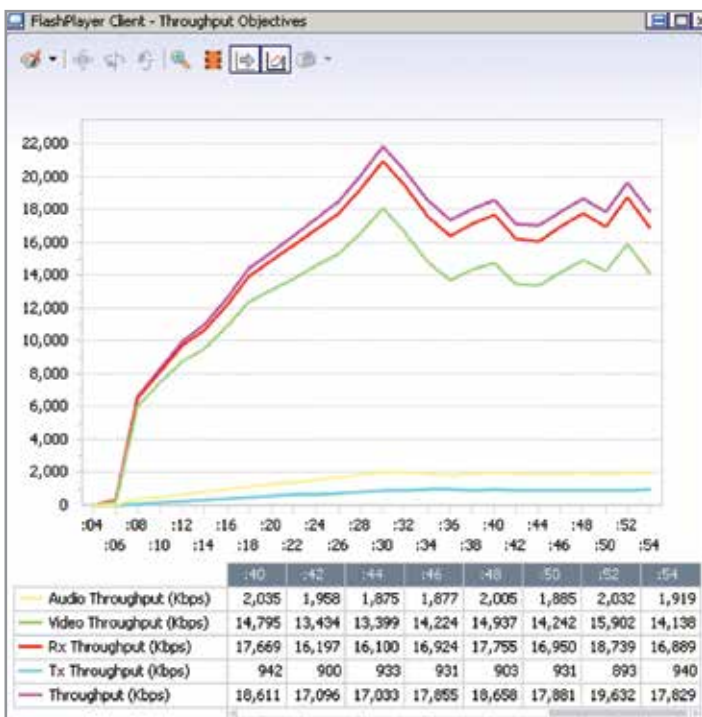 FlashPlayer Client - Throughput Objectives
22,000
20,000
18,000
16,000
14,000
12,000
10,000
8,000
6,000
4,000
2,000
0
:04 :08 :12 :16 :20 :24 :28 :32 :36 :40 :44 :48 :52
:06 :10 :14 :18 :22 :26 :30 :34 :38 :42 :46 :50 :54
:40 :42 :44 :46 :48 :50 :52 :54
Audio Throughput (Kbps) 2,035 1,958 1,875 1,877 2,005 1,885 2,032 1,919
Video Throughput (Kbps) 14,795 13,434 13,399 14,224 14,937 14,242 15,902 14,138
Rx Throughput (Kbps) 17,669 16,197 16,100 16,924 17,755 16,950 18,739 16,889
Tx Throughput (Kbps) 942 900 933 931 903 931 893 940
Throughput (Kbps) 18,611 17,096 17,033 17,855 18,658 17,881 19,632 17,829